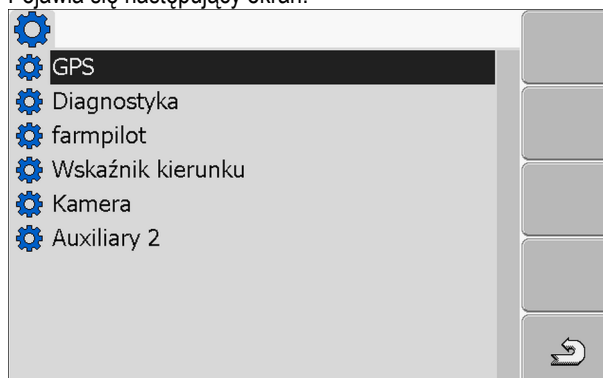 Pojawia się następujący ekran:
GPS
Diagnostyka
farmpilot
Wskaźnik kierunku
Kamera
Auxiliary 2